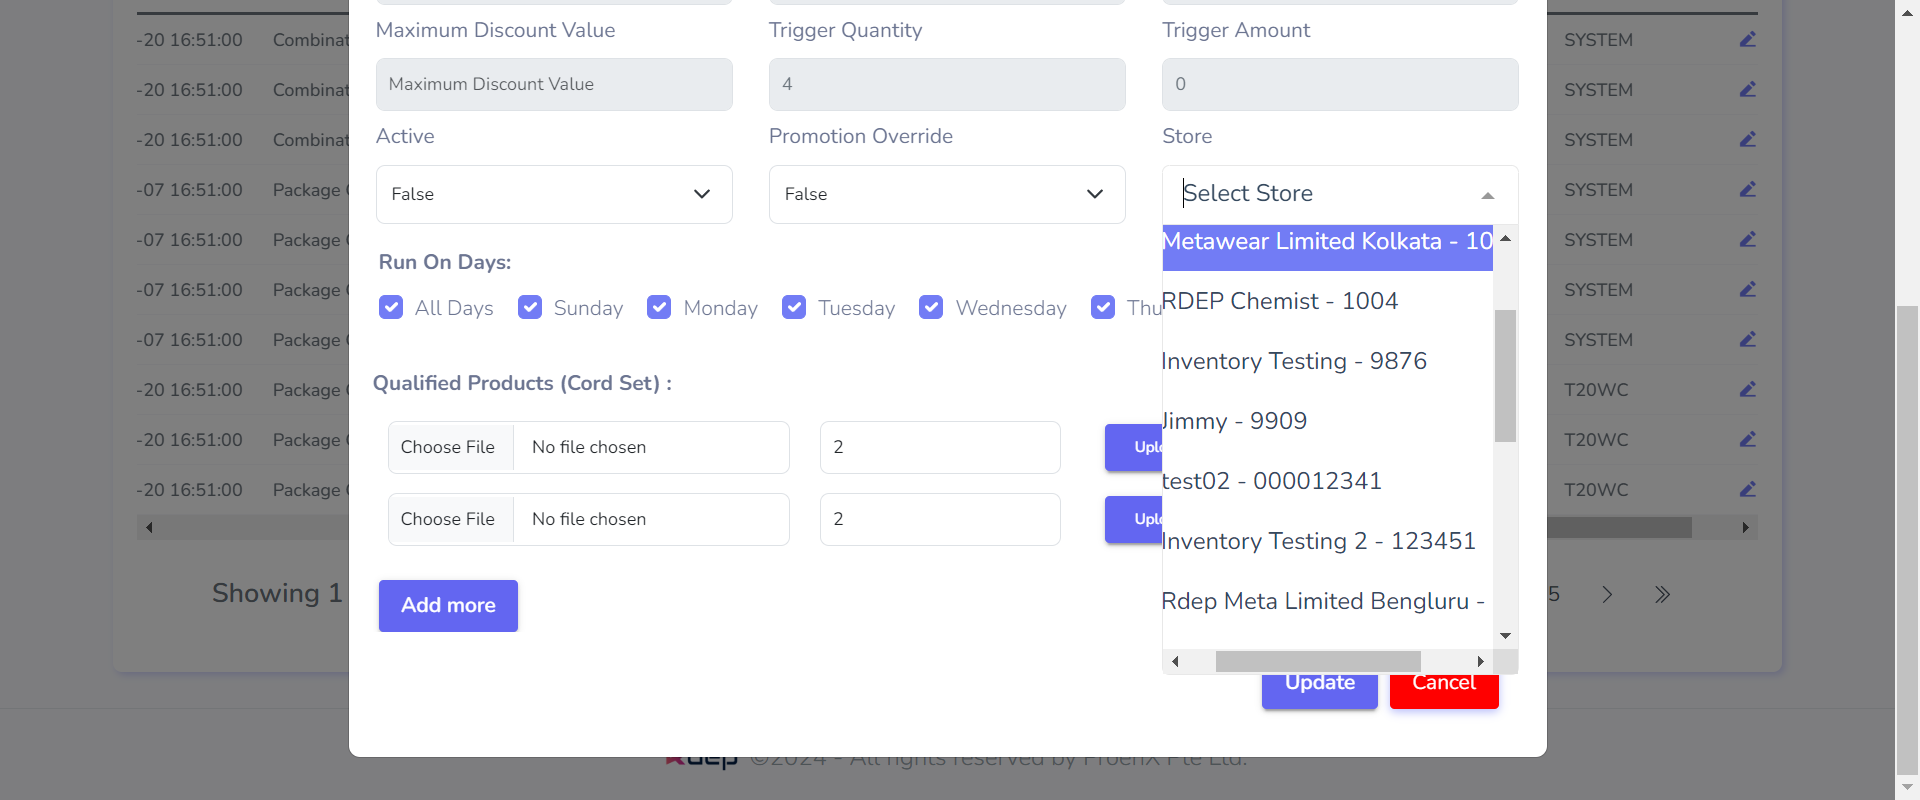 Maximum Discount Value Trigger Quantity Trigger Amount
-20 16:51:00 Combinat SYSTEM
Maximum Discount Value 4 0
-20 16:51:00 Combinat SYSTEM
Active Promotion Override Store
-20 16:51:00 Combinat SYSTEM
False False Select Store
-07 16:51:00 Package SYSTEM
Metawear Limited Kolkata - 10
-07 16:51:00 Package SYSTEM
Run On Days:
-07 16:51:00 Package SYSTEM
All Days Sunday Monday Tuesday Wednesday Thu
RDEP Chemist - 1004
-07 16:51:00 Package SYSTEM
Inventory Testing - 9876
Qualified Products (Cord Set) :
-20 16:51:00 Package T20WC
Jimmy - 9909
Choose File No file chosen 2 Uplo
-20 16:51:00 Package T20WC
test02 - 000012341
-20 16:51:00 Package T20WC
Choose File No file chosen 2 Uplo
Inventory Testing 2 - 123451
Showing 1 5
Add more
Rdep Meta Limited Bengluru -
Update Cancel
Rdep ©2024 - All rights reserved by ProenX Pte Ltd.